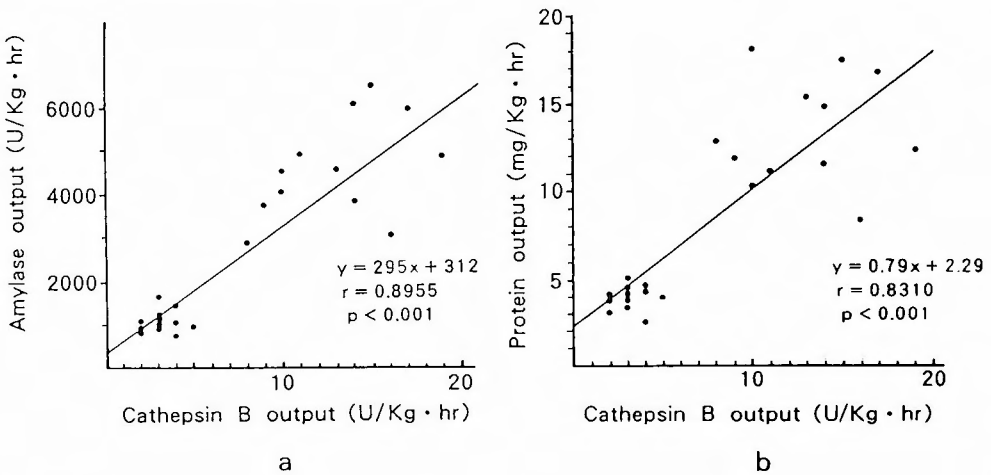 Amylase output (U/Kg • hr)
6000
4000
2000
10
20
y = 295x + 312
r = 0.8955
p < 0.001
Cathepsin B output (U/Kg • hr)
a
Protein output (mg/Kg • hr)
20
15
10
5
10
20
y = 0.79x + 2.29
r = 0.8310
p < 0.001
Cathepsin B output (U/Kg • hr)
b